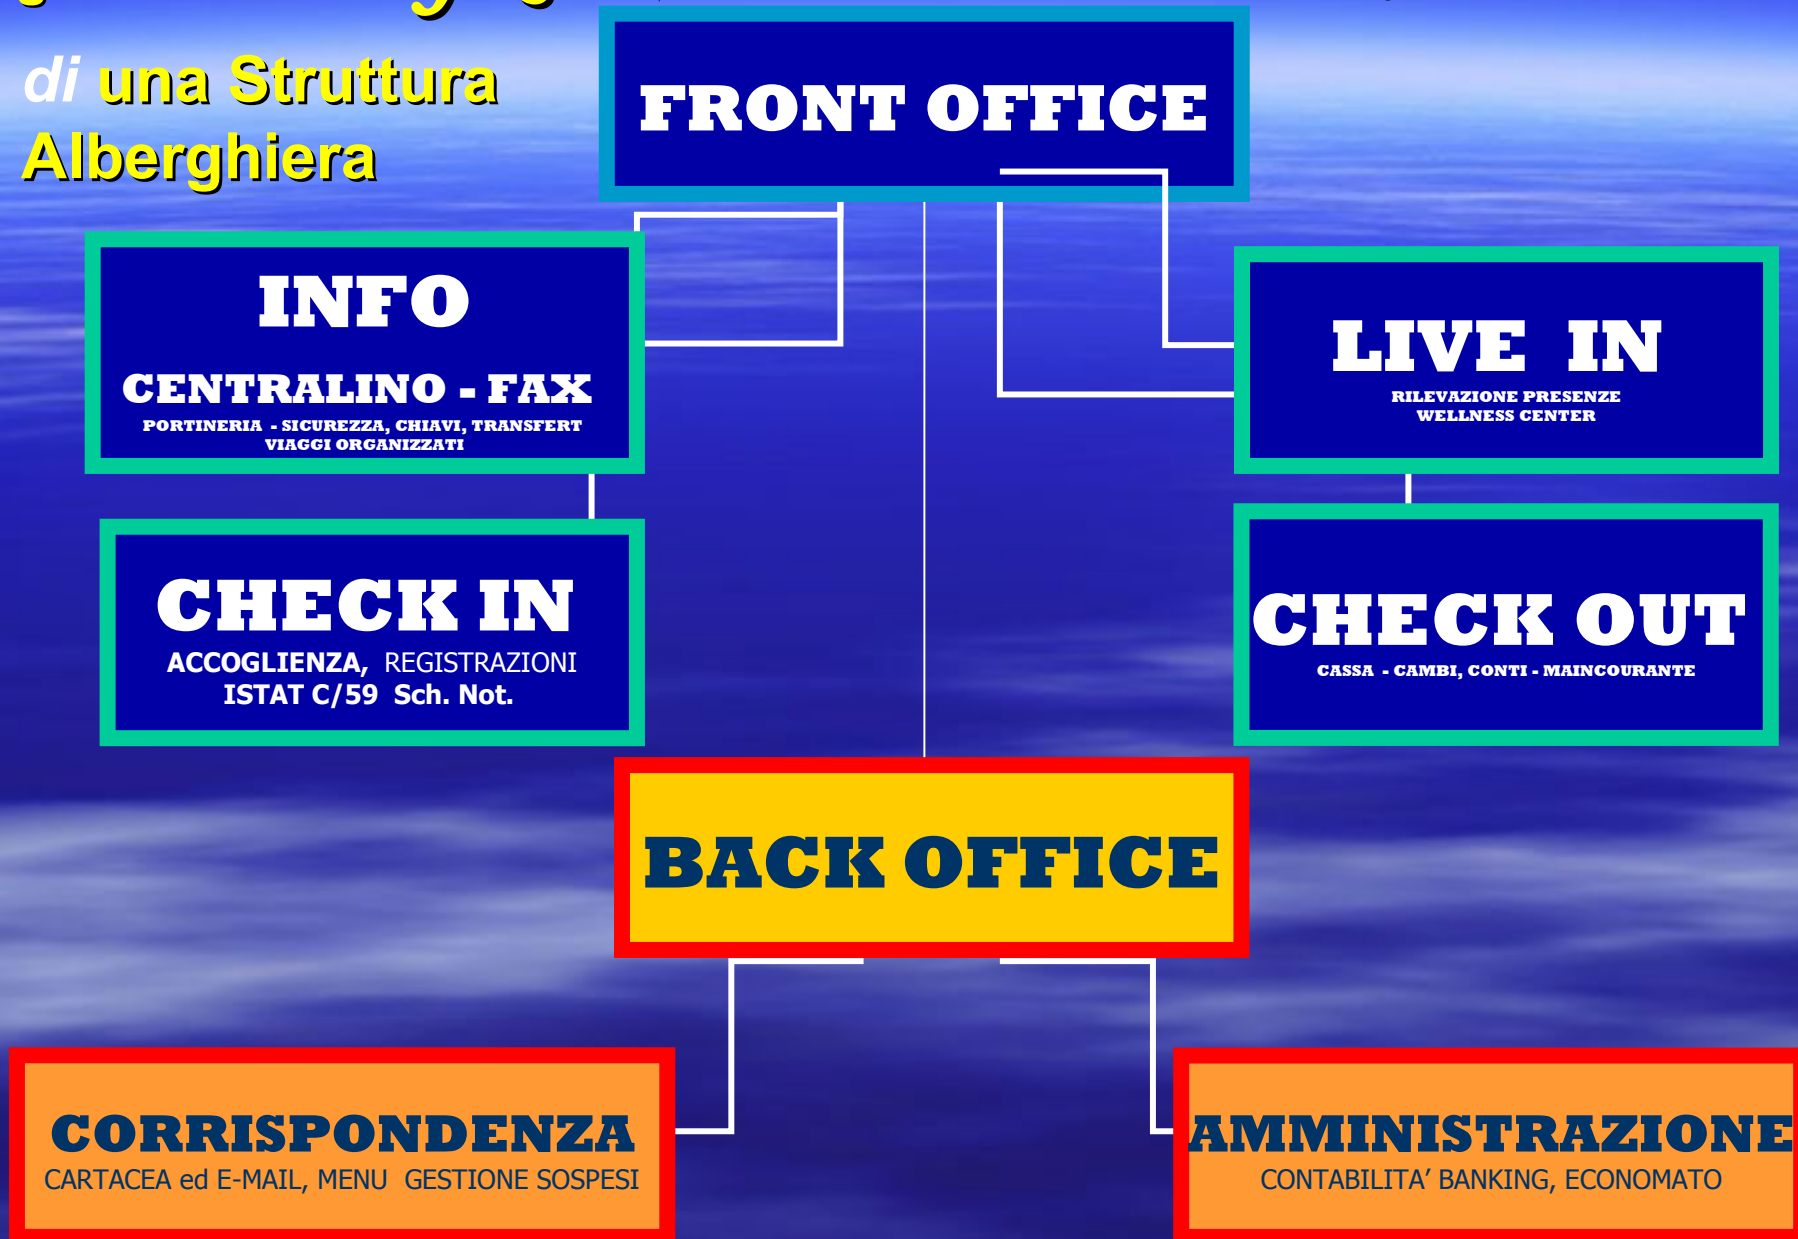 di una Struttura
Alberghiera
FRONT OFFICE
INFO
CENTRALINO - FAX
PORTINERIA - SICUREZZA, CHIAVI, TRANSFERT
VIAGGI ORGANIZZATI
LIVE IN
RILEVAZIONE PRESENZE
WELLNESS CENTER
CHECK IN
ACCOGLIENZA, REGISTRAZIONI
ISTAT C/59 Sch. Not.
CHECK OUT
CASSA - CAMBI, CONTI - MAINCOURANTE
BACK OFFICE
CORRISPONDENZA
CARTACEA ed E-MAIL, MENU GESTIONE SOSPESI
AMMINISTRAZIONE
CONTABILITA’ BANKING, ECONOMATO